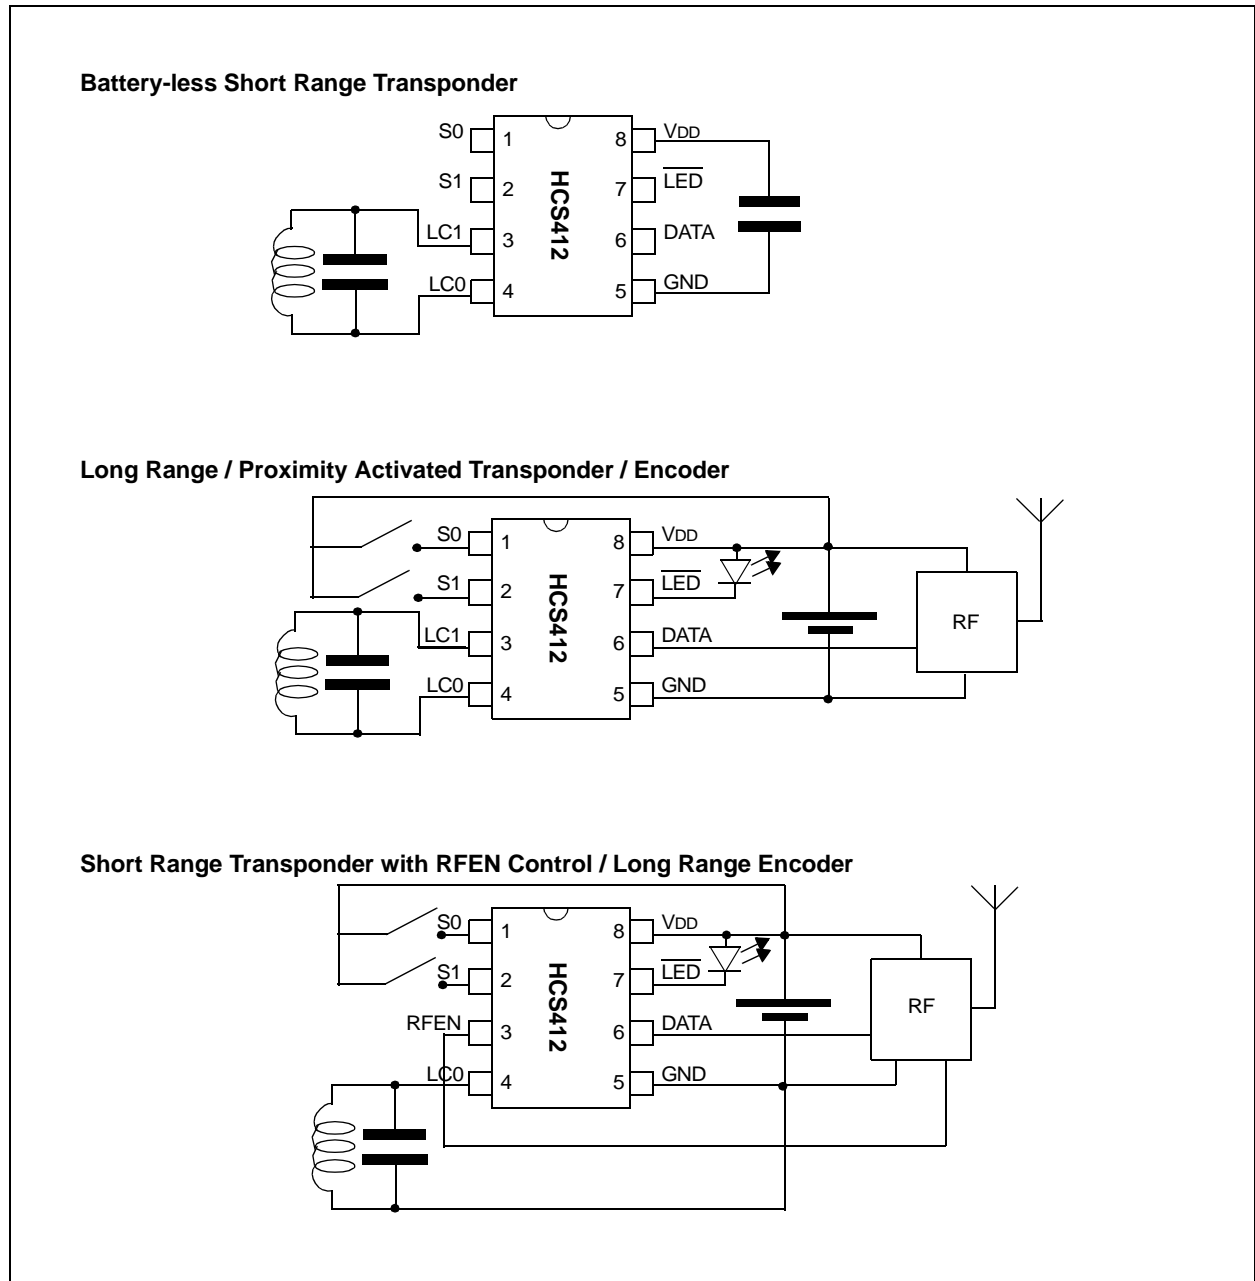 Battery-less Short Range Transponder
S0 1 8 VDD
S1 2 7 LED
HCS412
LC1 3 6 DATA
LC0 4 5 GND
Long Range / Proximity Activated Transponder / Encoder
S0 1 8 VDD
S1 2 7 LED
HCS412
LC1 3 6 DATA
LC0 4 5 GND
RF
Short Range Transponder with RFEN Control / Long Range Encoder
S0 1 8 VDD
S1 2 7 LED
HCS412
RFEN 3 6 DATA
LC0 4 5 GND
RF